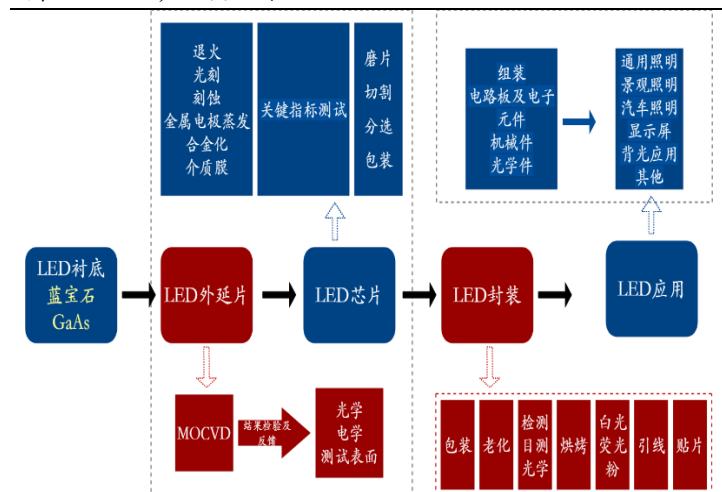 退火
光刻
刻蚀
金属电极蒸发
合金化
介质膜
关键指标测试
磨片
切割
分选
包装
组装
电路板及电子
元件
机械件
光学件
通用照明
景观照明
汽车照明
显示屏
背光应用
其他
LED衬底
蓝宝石
GaAs
LED外延片
LED芯片
LED封装
LED应用
MOCVD
结果检验及
反馈
光学
电学
测试表面
包装
老化
检测
目测
光学
烘烤
白光
荧光
粉
引线
贴片